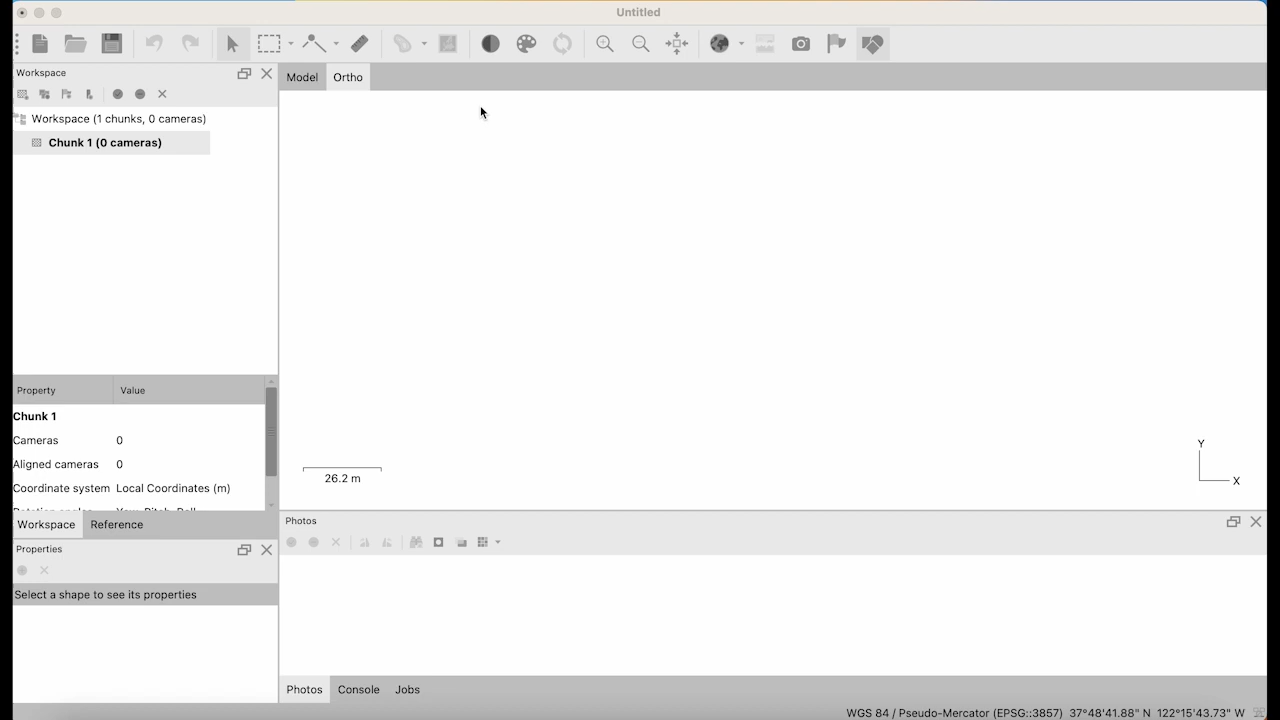 Untitled
Workspace
Model
Ortho
Workspace (1 chunks, 0 cameras)
Chunk 1 (0 cameras)
Property
Value
Chunk 1
Cameras
0
Aligned cameras
0
Coordinate system
Local Coordinates (m)
26.2 m
Y
X
Workspace
Reference
Photos
Properties
Select a shape to see its properties
Photos
Console
Jobs
WGS 84 / Pseudo-Mercator (EPSG::3857) 37°48'41.88" N 122°15'43.73" W